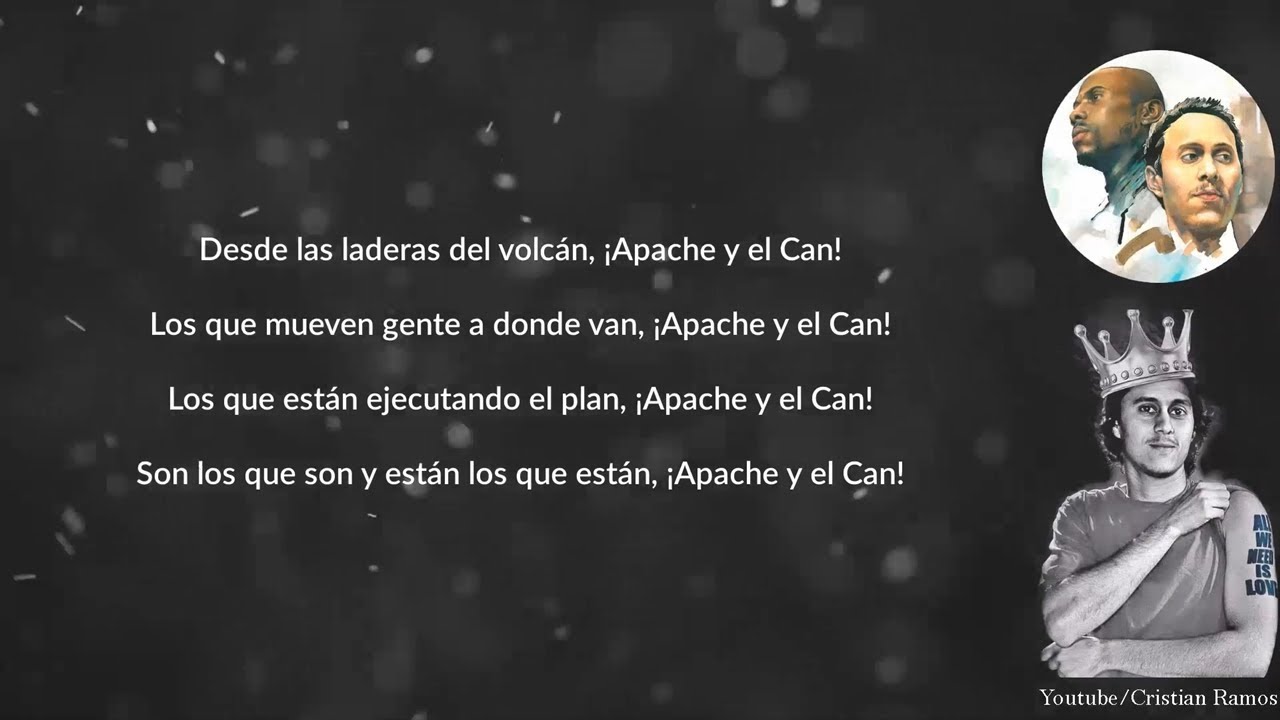 Desde las laderas del volcán, ¡Apache y el Can!
Los que mueven gente a donde van, ¡Apache y el Can!
Los que están ejecutando el plan, ¡Apache y el Can!
Son los que son y están los que están, ¡Apache y el Can!
ALL
WE
NEED
IS
LOVE
Youtube/Cristian Ramos